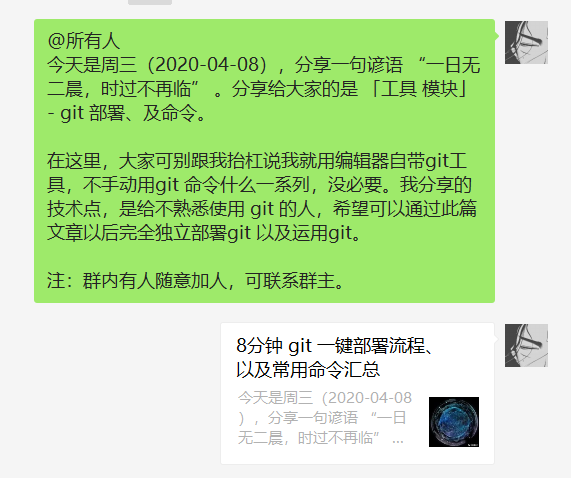 @所有人
今天是周三（2020-04-08），分享一句谚语 “一日无
二晨，时过不再临” 。分享给大家的是 「工具 模块」
- git 部署、及命令。
在这里，大家可别跟我抬杠说我就用编辑器自带git工
具，不手动用git 命令什么一系列，没必要。我分享的
技术点，是给不熟悉使用 git 的人，希望可以通过此篇
文章以后完全独立部署git 以及运用git。
注：群内有人随意加人，可联系群主。
8分钟 git 一键部署流程、
以及常用命令汇总
今天是周三（2020-04-08
），分享一句谚语 “一日
无二晨，时过不再临” ...